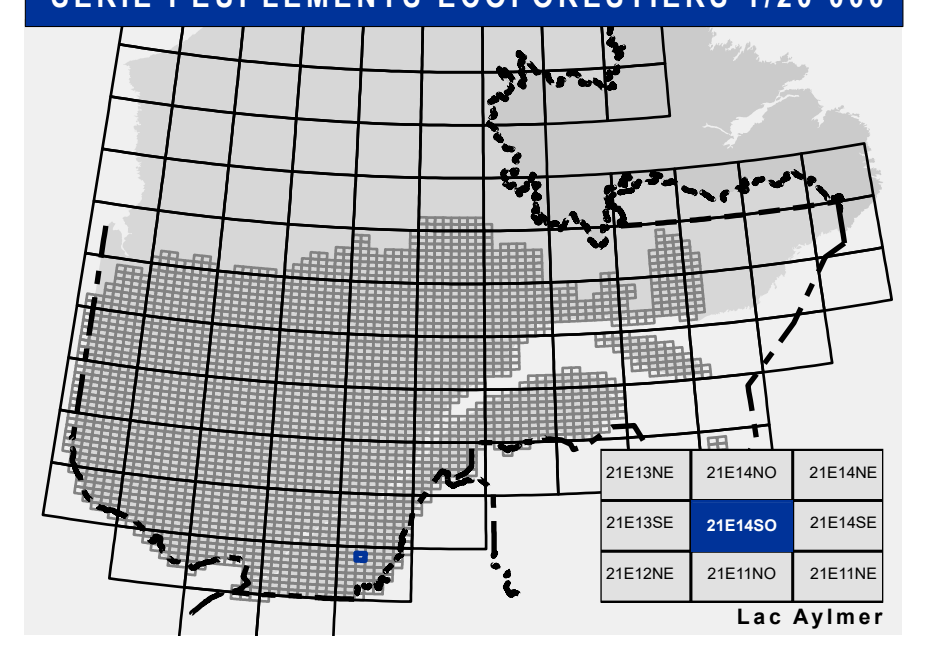 SÉRIE PEUPLEMENTS ÉCOFORESTIERS 1/20 000
21E13NE 21E14NO 21E14NE
21E13SE 21E14SO 21E14SE
21E12NE 21E11NO 21E11NE
Lac Aylmer